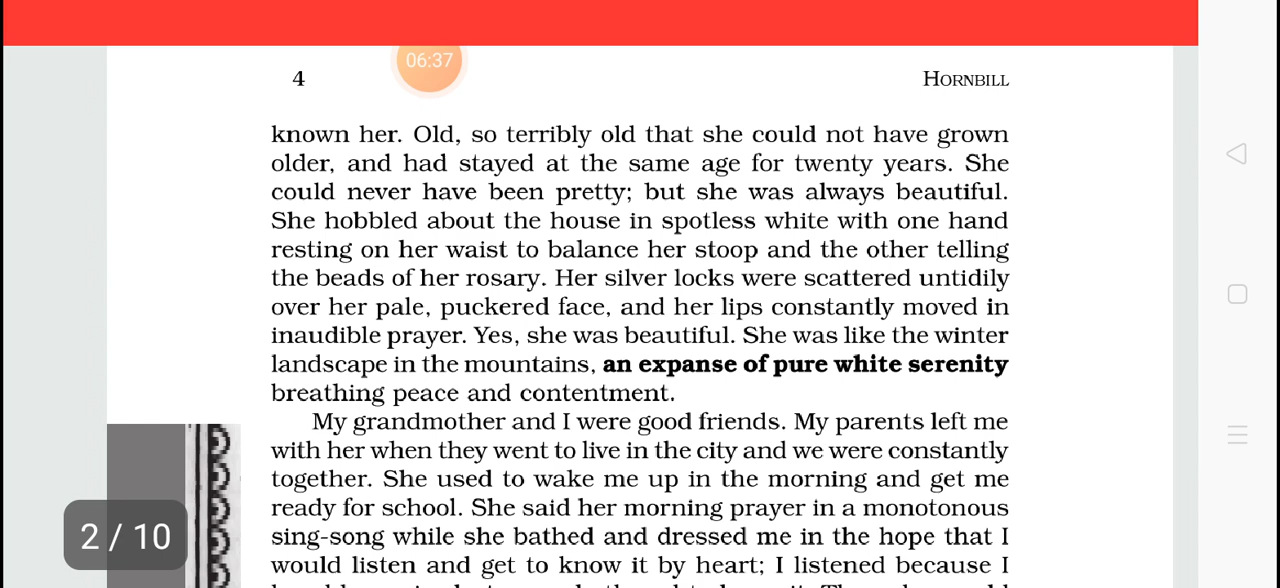 06:37
4 HORNBILL
known her. Old, so terribly old that she could not have grown
older, and had stayed at the same age for twenty years. She
could never have been pretty; but she was always beautiful.
She hobbled about the house in spotless white with one hand
resting on her waist to balance her stoop and the other telling
the beads of her rosary. Her silver locks were scattered untidily
over her pale, puckered face, and her lips constantly moved in
inaudible prayer. Yes, she was beautiful. She was like the winter
landscape in the mountains, an expanse of pure white serenity
breathing peace and contentment.
My grandmother and I were good friends. My parents left me
with her when they went to live in the city and we were constantly
together. She used to wake me up in the morning and get me
ready for school. She said her morning prayer in a monotonous
sing-song while she bathed and dressed me in the hope that I
would listen and get to know it by heart; I listened because I
2 / 10